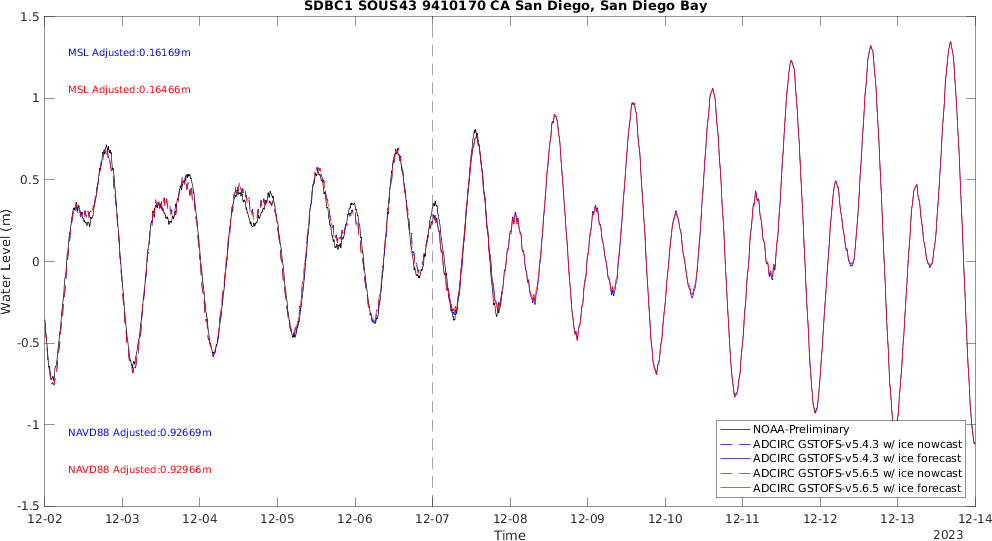 SDBC1 SOUS43 9410170 CA San Diego, San Diego Bay
1.5
MSL Adjusted:0.16169m
MSL Adjusted:0.16466m
1
0.5
0
-0.5
-1
-1.5
Water Level (m)
NAVD88 Adjusted:0.92669m
NAVD88 Adjusted:0.92966m
NOAA-Preliminary
ADCIRC GSTOFS-v5.4.3 w/ ice nowcast
ADCIRC GSTOFS-v5.4.3 w/ ice forecast
ADCIRC GSTOFS-v5.6.5 w/ ice nowcast
ADCIRC GSTOFS-v5.6.5 w/ ice forecast
12-02 12-03 12-04 12-05 12-06 12-07 12-08 12-09 12-10 12-11 12-12 12-13 12-14
Time
2023